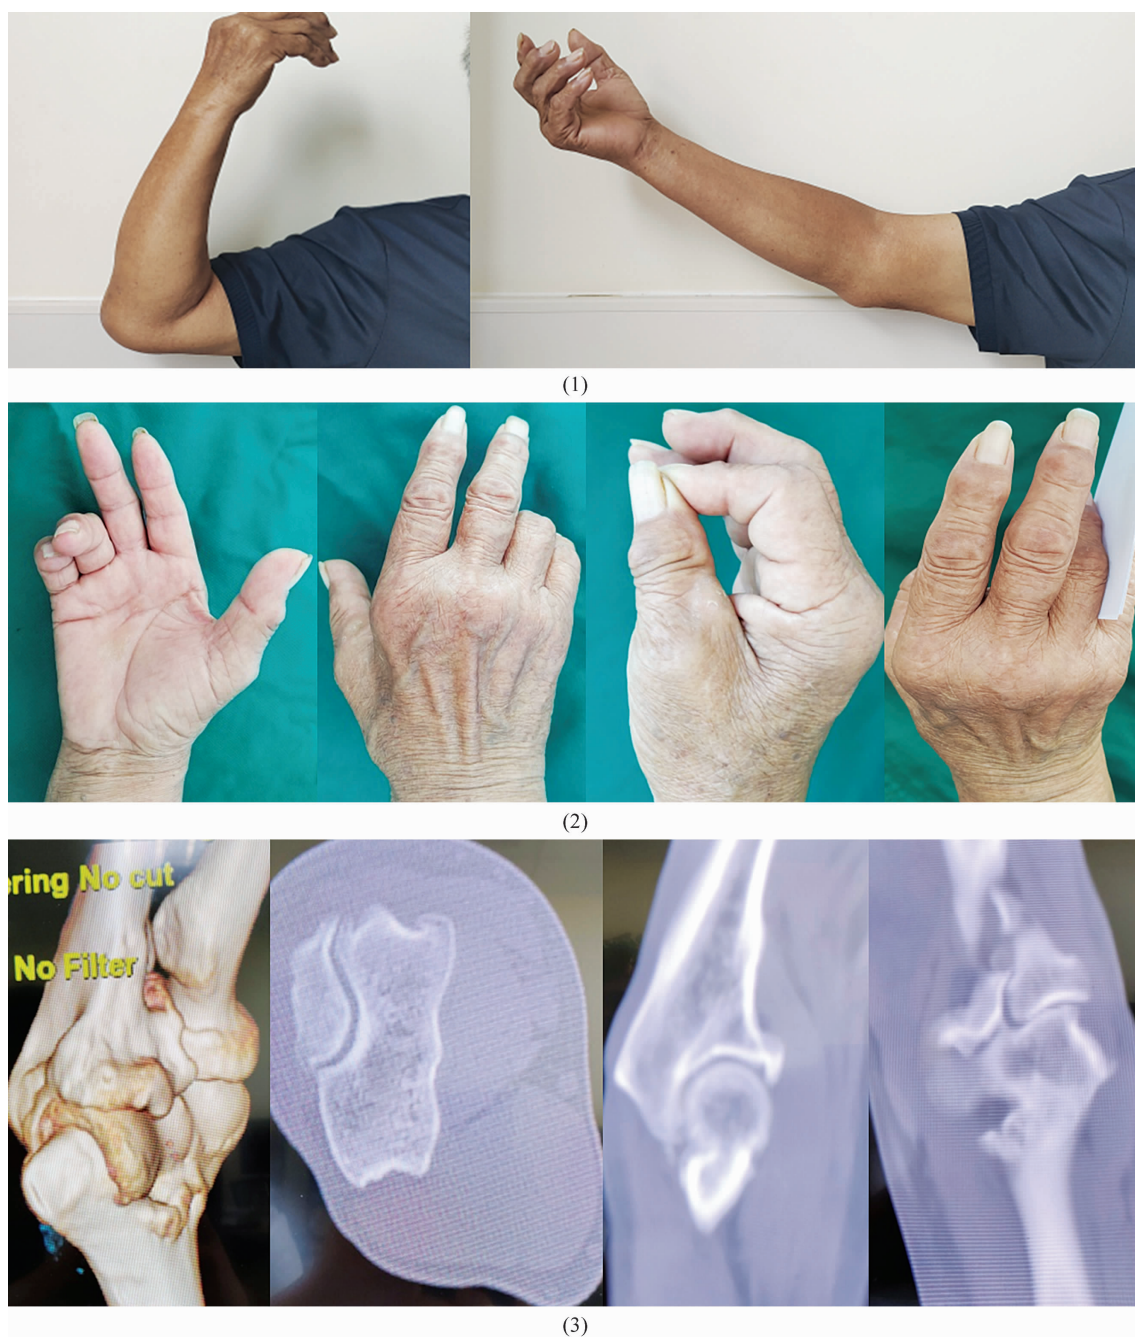 (1)
(2)
ering No cut
No Filter
(3)